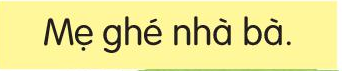 Mẹ ghé nhà bà.